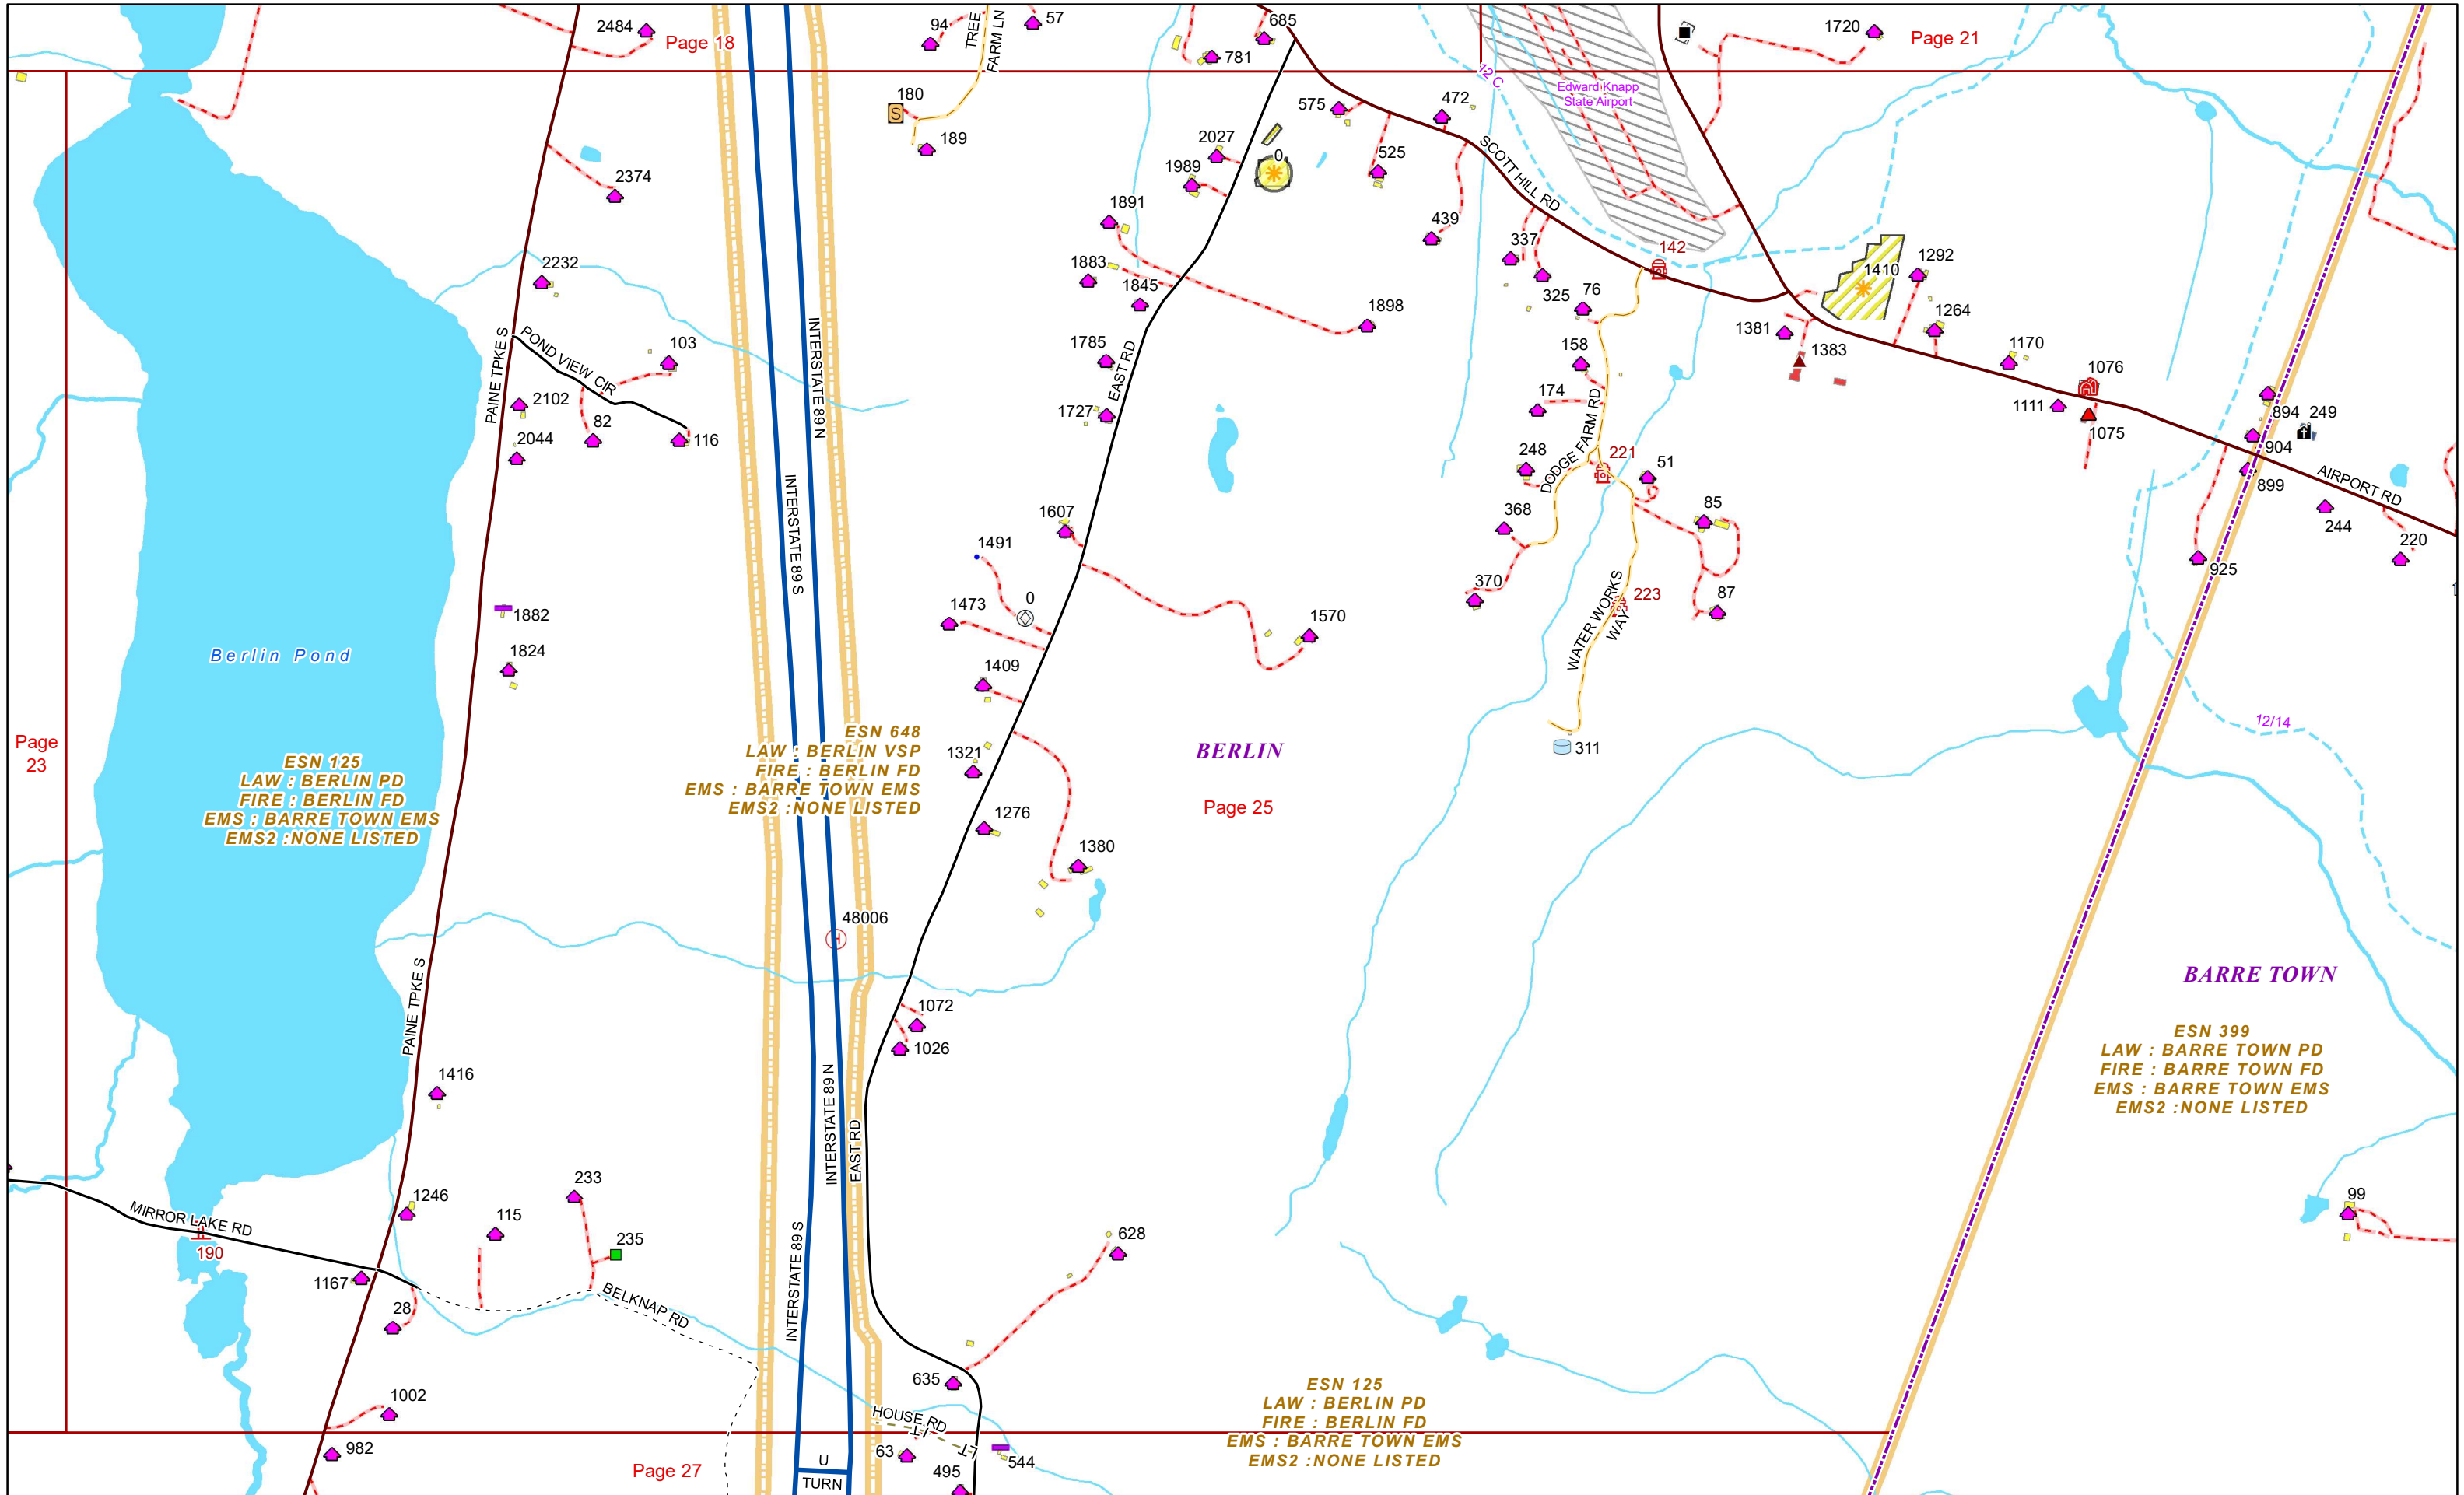 2484
Page 18
94
TREE
FARM LN
57
685
781
1720
Page 21
12 C
Edward Knapp
State Airport
180
S
189
575
472
2027
0
1989
525
SCOTT HILL RD
2374
1891
439
337
142
2232
1883
1845
325
76
1410
1292
1898
1264
PAINE TPKE S
POND VIEW CIR
103
INTERSTATE 89 N
1785
EAST RD
158
1381
1383
1170
1076
2102
82
2044
116
1727
174
DODGE FARM RD
1111
1075
894
249
904
899
AIRPORT RD
INTERSTATE 89 S
248
221
51
244
1607
368
85
220
1491
925
1473
0
370
223
87
1882
1570
WATER WORKS
WAY
1824
Berlin Pond
1409
12/14
Page
23
ESN 125
LAW : BERLIN PD
FIRE : BERLIN FD
EMS : BARRE TOWN EMS
EMS2 :NONE LISTED
ESN 648
LAW : BERLIN VSP
FIRE : BERLIN FD
EMS : BARRE TOWN EMS
EMS2 :NONE LISTED
1321
BERLIN
311
Page 25
1276
1380
48006
H
PAINE TPKE S
BARRE TOWN
1072
1026
ESN 399
LAW : BARRE TOWN PD
FIRE : BARRE TOWN FD
EMS : BARRE TOWN EMS
EMS2 :NONE LISTED
1416
INTERSTATE 89 N
EAST RD
1246
233
115
99
MIRROR LAKE RD
190
235
628
1167
INTERSTATE 89 S
28
BELKNAP RD
635
1002
HOUSE RD
ESN 125
LAW : BERLIN PD
FIRE : BERLIN FD
EMS : BARRE TOWN EMS
EMS2 :NONE LISTED
982
Page 27
U
TURN
63
495
544